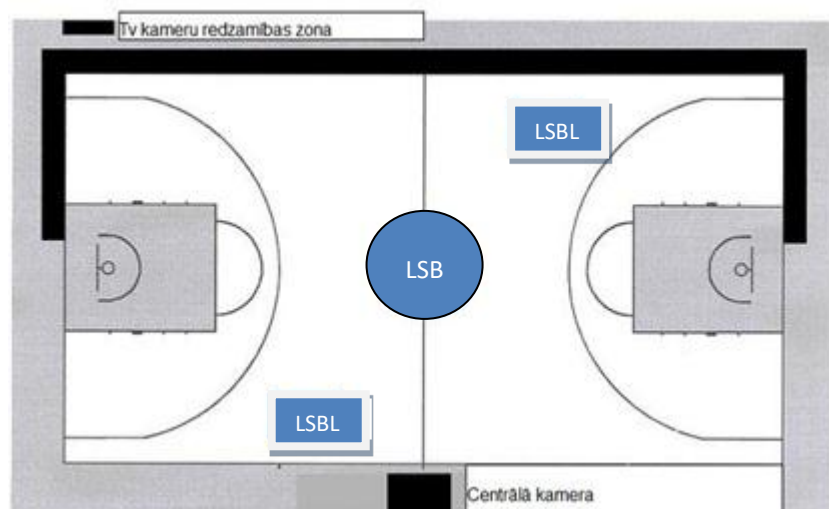 Tv kameru redzamības zona
LSBL
LSB
LSBL
Centrālā kamera